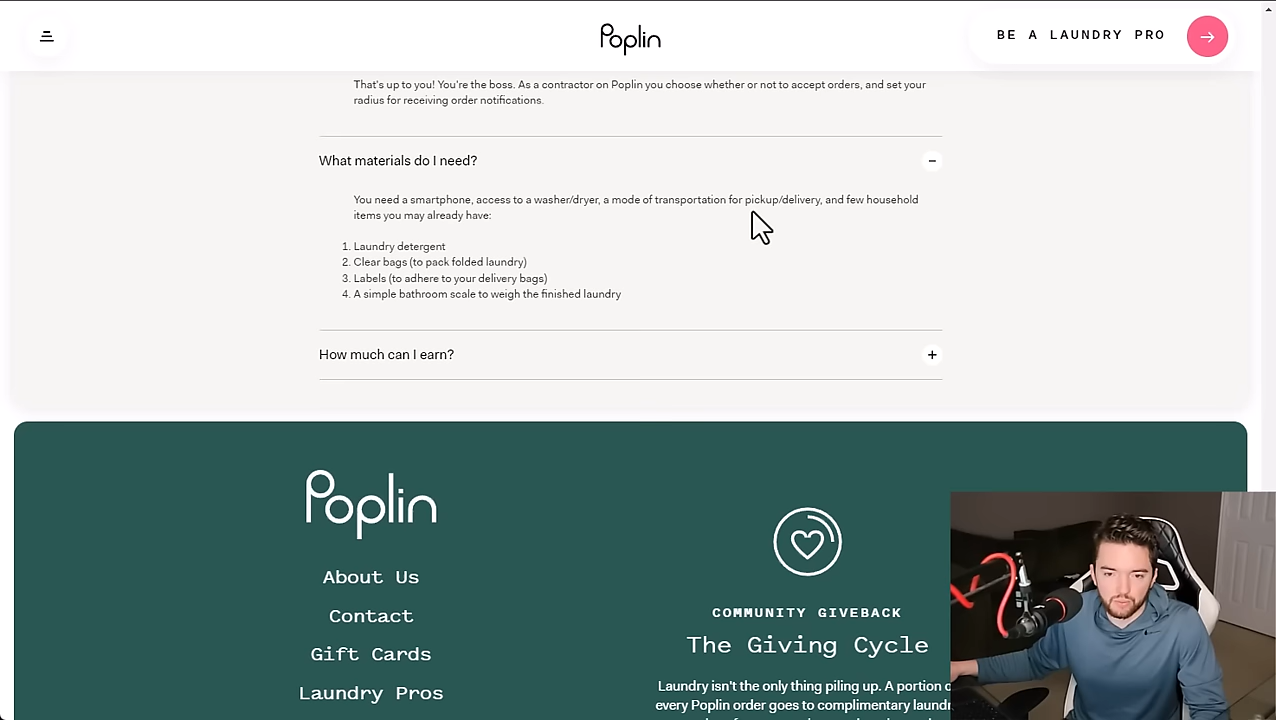 Poplin
BE A LAUNDRY PRO
That's up to you! You're the boss. As a contractor on Poplin you choose whether or not to accept orders, and set your
radius for receiving order notifications.
What materials do I need?
You need a smartphone, access to a washer/dryer, a mode of transportation for pickup/delivery, and few household
items you may already have:
1. Laundry detergent
2. Clear bags (to pack folded laundry)
3. Labels (to adhere to your delivery bags)
4. A simple bathroom scale to weigh the finished laundry
How much can I earn?
Poplin
About Us
Contact
Gift Cards
Laundry Pros
COMMUNITY GIVEBACK
The Giving Cycle
Laundry isn't the only thing piling up. A portion
every Poplin order goes to complimentary